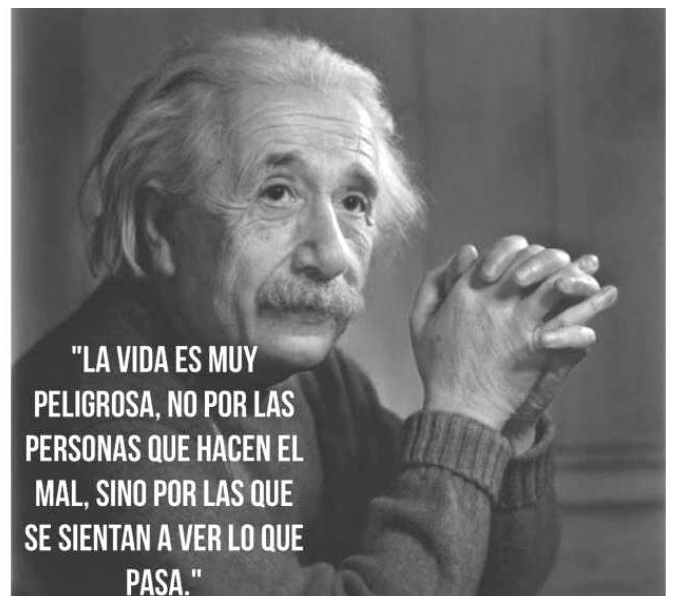 "LA VIDA ES MUY
PELIGROSA, NO POR LAS
PERSONAS QUE HACEN EL
MAL, SINO POR LAS QUE
SE SIENTAN A VER LO QUE
PASA."